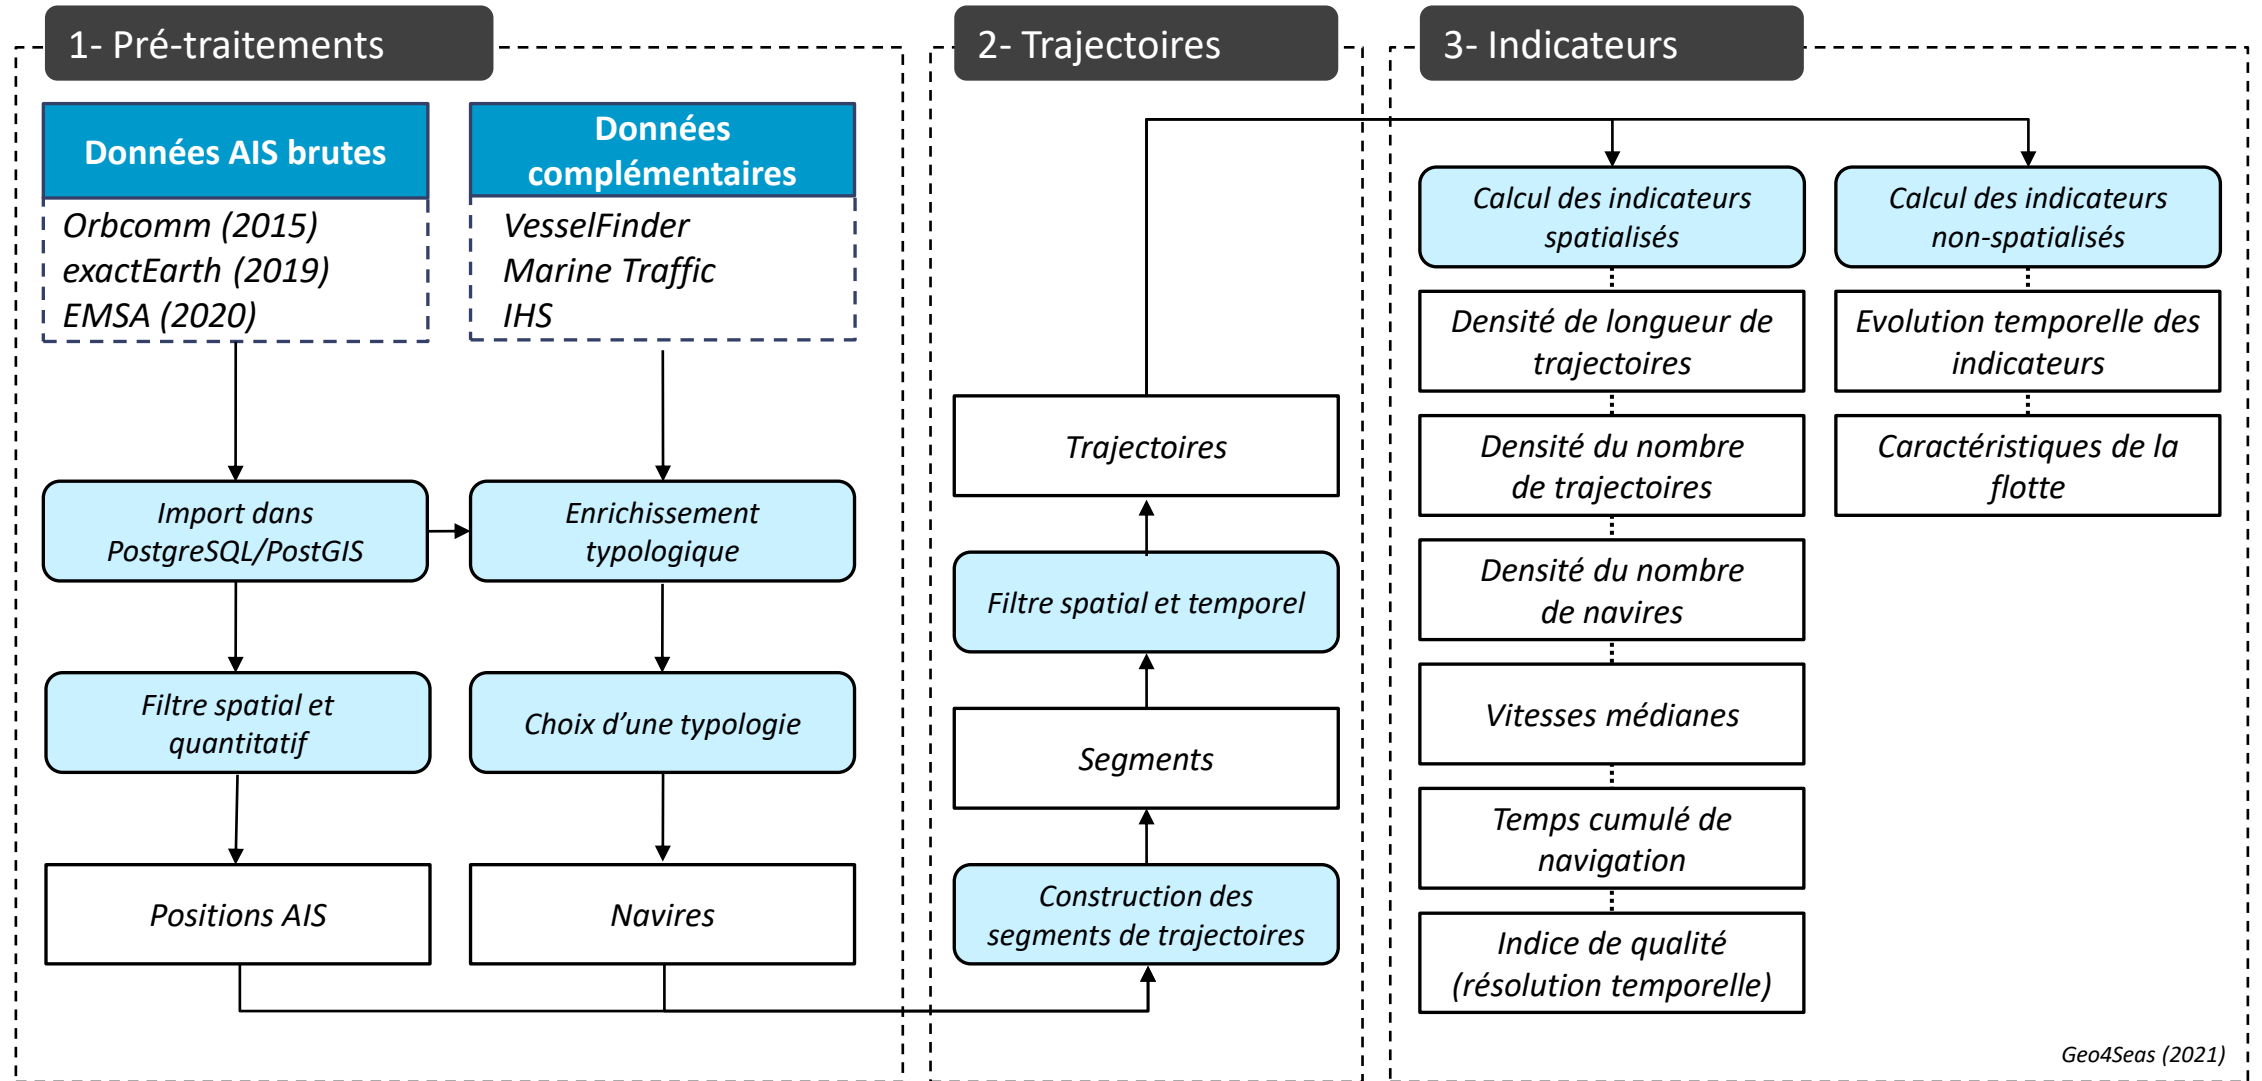 1- Pré-traitements
Données AIS brutes
Orbcomm (2015)
exactEarth (2019)
EMSA (2020)
Données
complémentaires
VesselFinder
Marine Traffic
IHS
Import dans
PostgreSQL/PostGIS
Enrichissement
typologique
Filtre spatial et
quantitatif
Choix d’une typologie
Positions AIS
Navires
2- Trajectoires
Trajectoires
Filtre spatial et temporel
Segments
Construction des
segments de trajectoires
3- Indicateurs
Calcul des indicateurs
spatialisés
Densité de longueur de
trajectoires
Densité du nombre
de trajectoires
Densité du nombre
de navires
Vitesses médianes
Temps cumulé de
navigation
Indice de qualité
(résolution temporelle)
Calcul des indicateurs
non-spatialisés
Evolution temporelle des
indicateurs
Caractéristiques de la
flotte
Geo4Seas (2021)